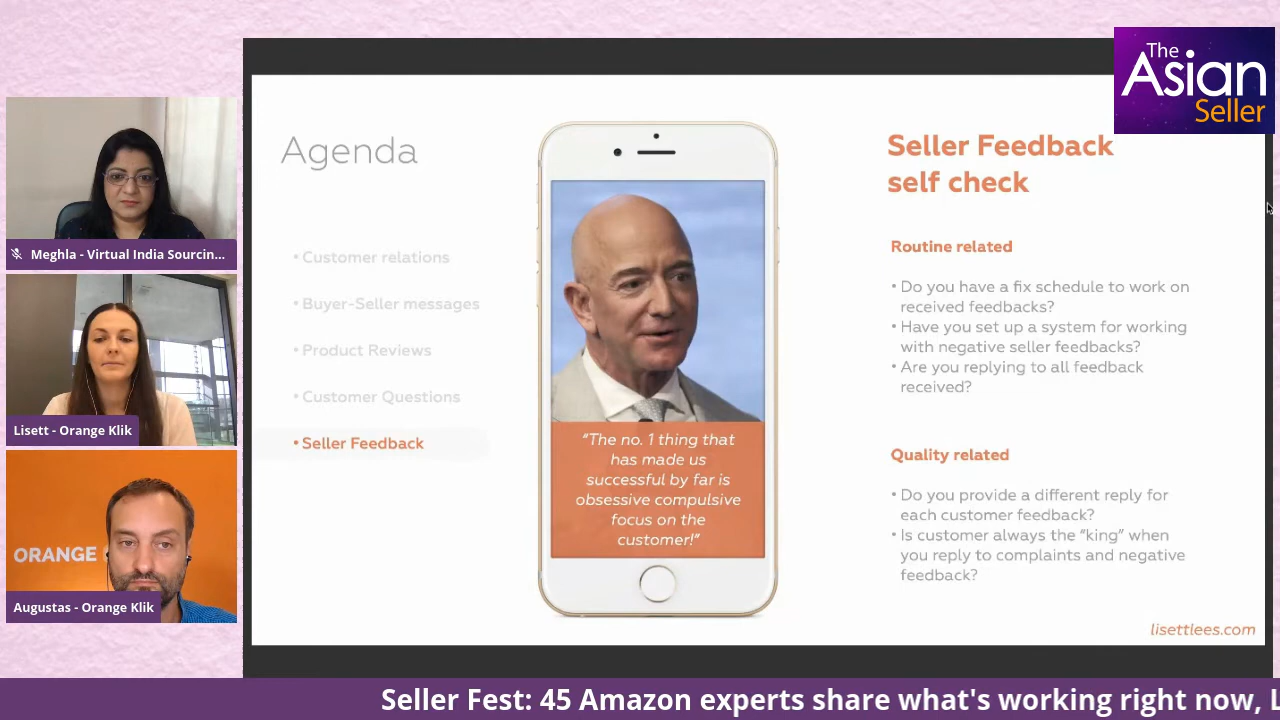 The
Asian
Seller
Meghla - Virtual India Sourcin...
Lisett - Orange Klik
ORANGE
Augustas - Orange Klik
Agenda
• Customer relations
• Buyer-Seller messages
• Product Reviews
• Customer Questions
• Seller Feedback
“The no. 1 thing that
has made us
successful by far is
obsessive compulsive
focus on the
customer!”
Seller Feedback
self check
Routine related
• Do you have a fix schedule to work on
received feedbacks?
• Have you set up a system for working
with negative seller feedbacks?
• Are you replying to all feedback
received?
Quality related
• Do you provide a different reply for
each customer feedback?
• Is customer always the “king” when
you reply to complaints and negative
feedback?
lisettlees.com
Seller Fest: 45 Amazon experts share what's working right now, L